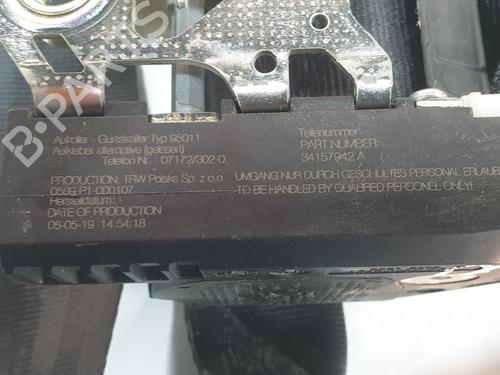 B-PARTS
Aufroller - Gurtstraffer Typ 95011
Aufkleber alternative (gelasert)
Telefon Nr.: 07172/302-0
PRODUCTION: TRW Polska Sp. z o.o.
0589-P1-000107
Herstelldatum:
DATE OF PRODUCTION
06-05-19 14:54:18
Teilenummer:
PART NUMBER:
34157942 A
UMGANG NUR DURCH GESCHULTES PERSONAL ERLAUB
TO BE HANDLED BY QUALIFIED PERSONEL ONLY!